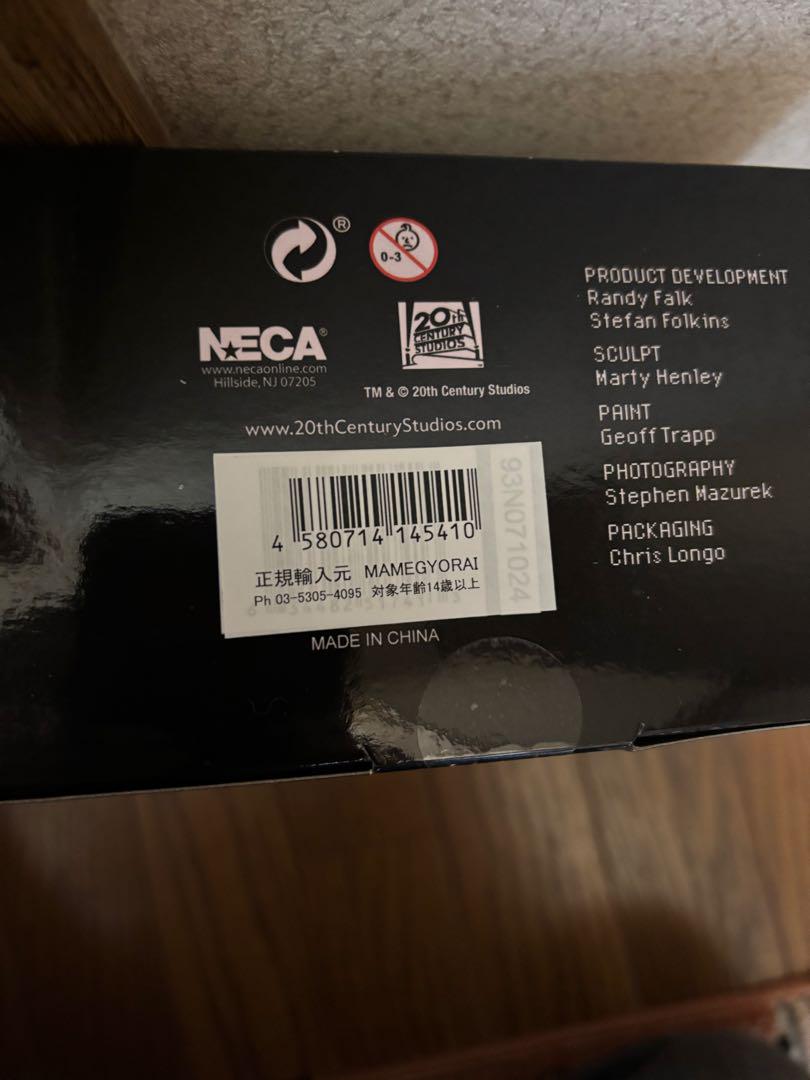 ®
0-3
NECA®
www.necaonline.com
Hillside, NJ 07205
20th
CENTURY
STUDIOS
TM & © 20th Century Studios
www.20thCenturyStudios.com
PRODUCT DEVELOPMENT
Randy Falk
Stefan Folkins
SCULPT
Marty Henley
PAINT
Geoff Trapp
PHOTOGRAPHY
Stephen Mazurek
PACKAGING
Chris Longo
93N071024
4 580714 145410
正規輸入元 MAMEGYORAI
Ph 03-5305-4095 対象年齢14歳以上
MADE IN CHINA